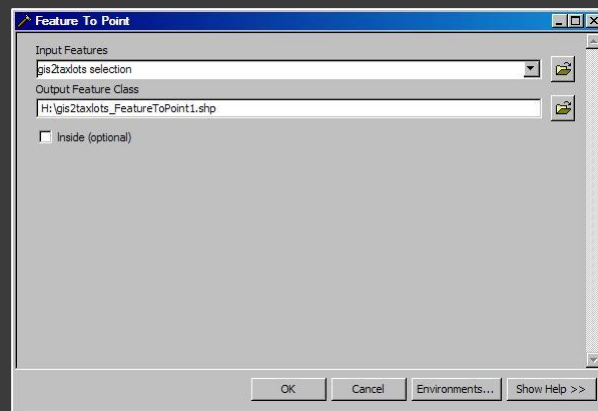 Feature To Point
Input Features
gis2taxlots selection
Output Feature Class
H:\gis2taxlots_FeatureToPoint1.shp
Inside (optional)
OK Cancel Environments... Show Help >>